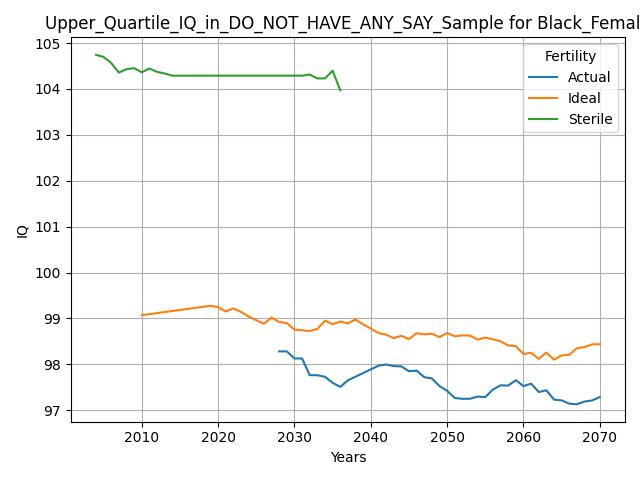 Upper_Quartile_IQ_in_DO_NOT_HAVE_ANY_SAY_Sample for Black_Femal
105
104
103
102
101
100
99
98
97
IQ
Fertility
Actual
Ideal
Sterile
2010 2020 2030 2040 2050 2060 2070
Years